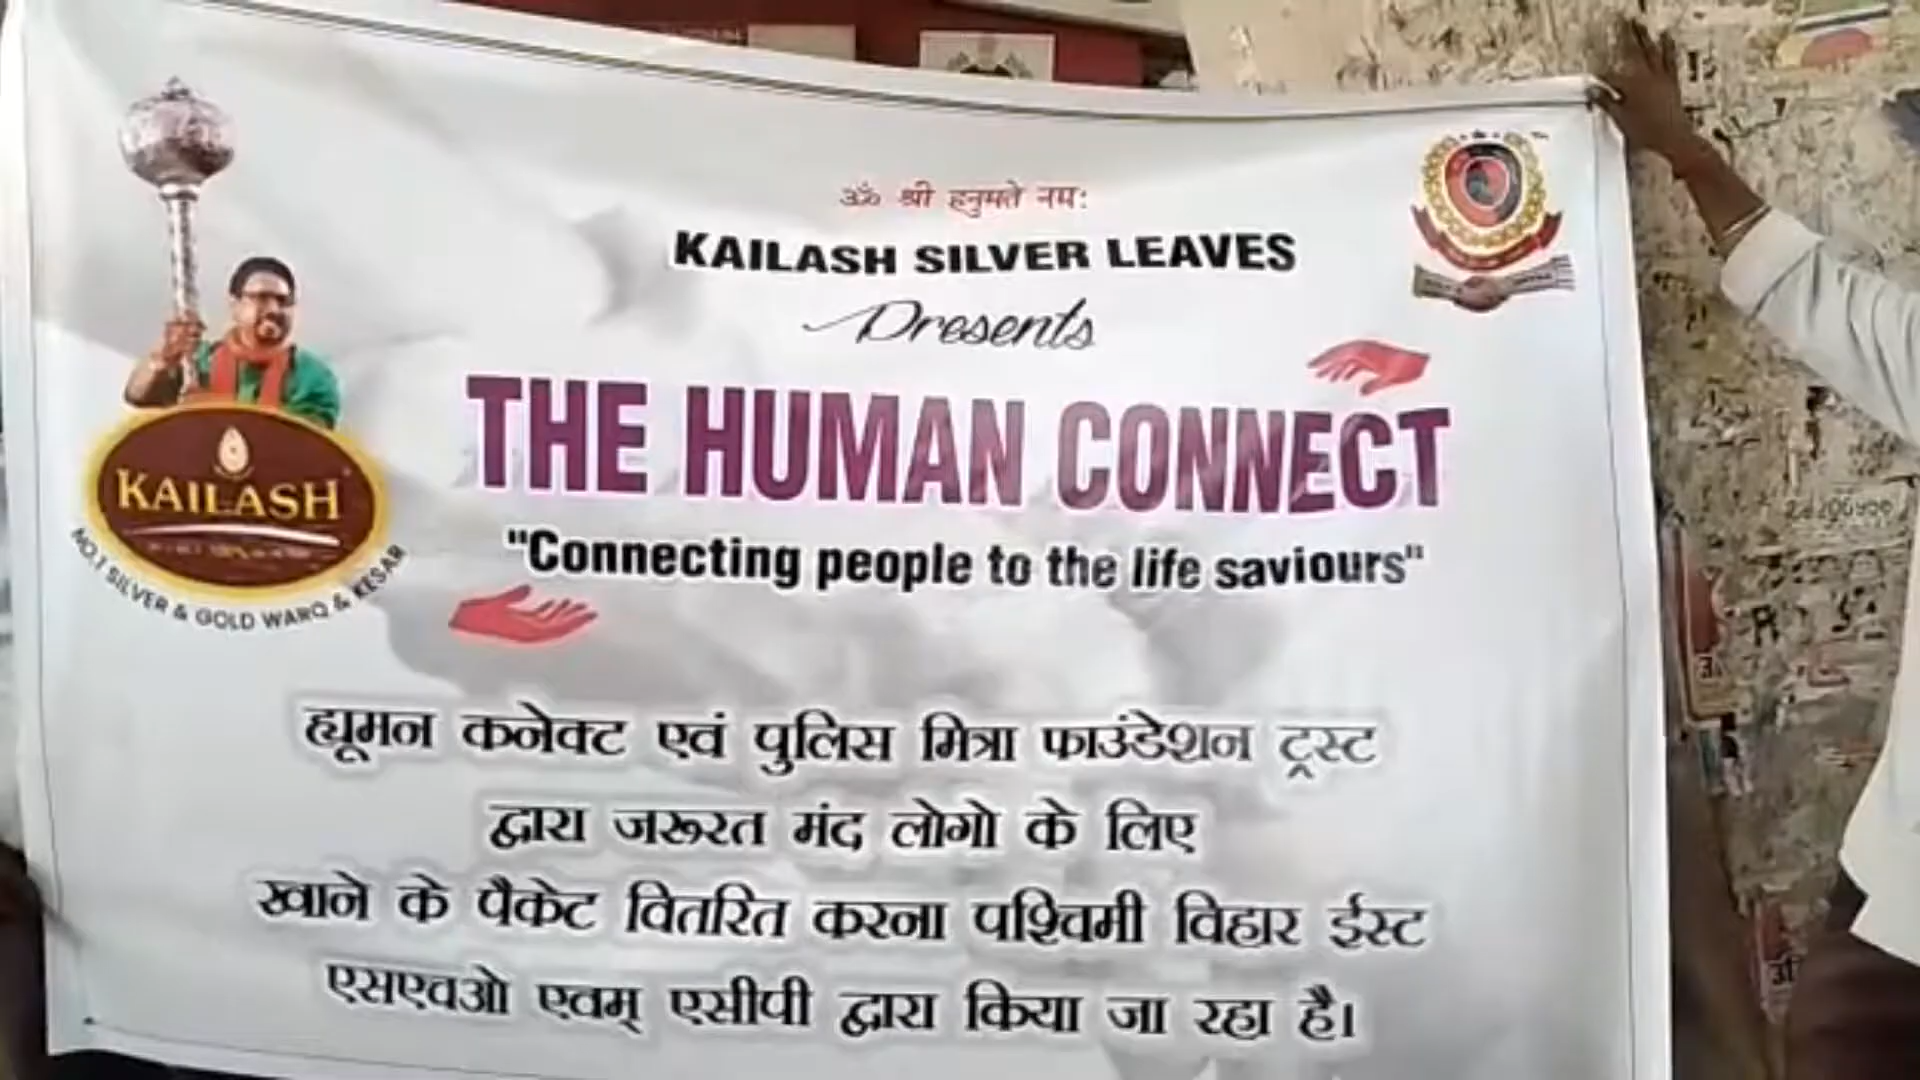 ॐ श्री हनुमते नमः
KAILASH SILVER LEAVES
Presents
THE HUMAN CONNECT
"Connecting people to the life saviours"
KAILASH
NO.1 SILVER & GOLD WARQ & KESAR
ह्यूमन कनेक्ट एवं पुलिस मित्रा फाउंडेशन ट्रस्ट
द्वारा जरूरत मंद लोगो के लिए
खाने के पैकेट वितरित करना पश्चिमी विहार ईस्ट
एसएचओ एवम् एसीपी द्वारा किया जा रहा है।